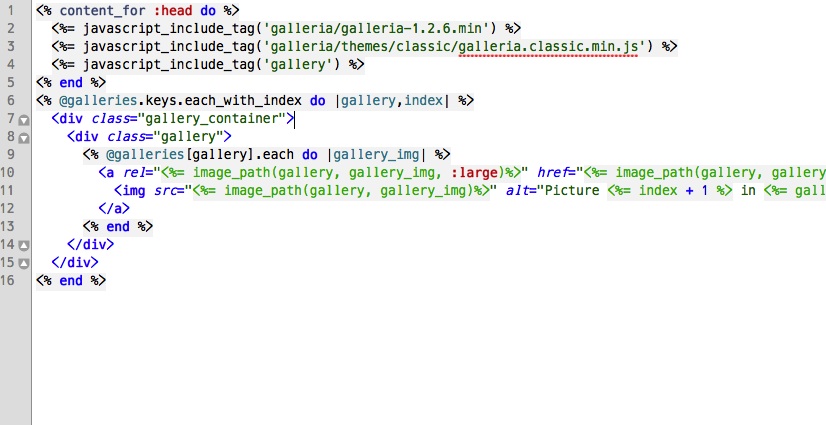 1 <% content_for :head do %>
2 <%= javascript_include_tag('galleria/galleria-1.2.6.min') %>
3 <%= javascript_include_tag('galleria/themes/classic/galleria.classic.min.js') %>
4 <%= javascript_include_tag('gallery') %>
5 <% end %>
6 <% @galleries.keys.each_with_index do |gallery,index| %>
7 <div class="gallery_container">
8 <div class="gallery">
9 <% @galleries[gallery].each do |gallery_img| %>
10 <a rel="<%= image_path(gallery, gallery_img, :large)%>" href="<%= image_path(gallery, gallery
11 <img src="<%= image_path(gallery, gallery_img)%>" alt="Picture <%= index + 1 %> in <%= gall
12 </a>
13 <% end %>
14 </div>
15 </div>
16 <% end %>